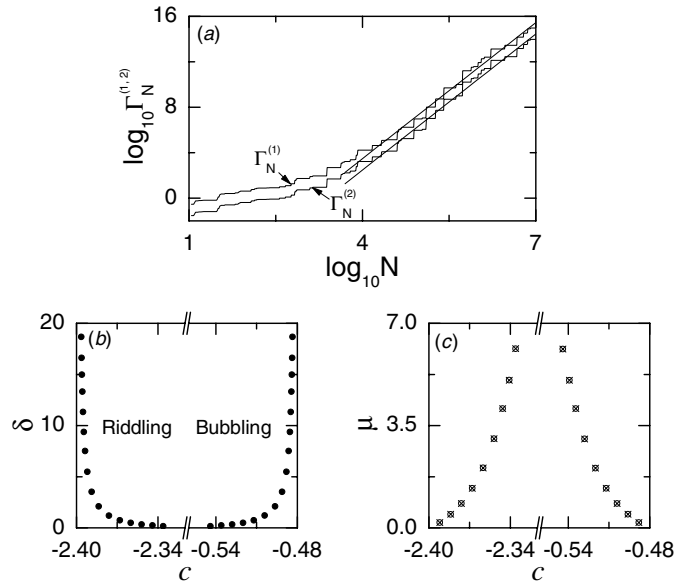 (a)
16
8
0
log₁₀Γ_N^(1,2)
Γ_N^(1)
Γ_N^(2)
1
4
7
log₁₀N
(b)
20
10
0
δ
Riddling Bubbling
-2.40 -2.34 -0.54 -0.48
c
(c)
7.0
3.5
0.0
μ
-2.40 -2.34 -0.54 -0.48
c